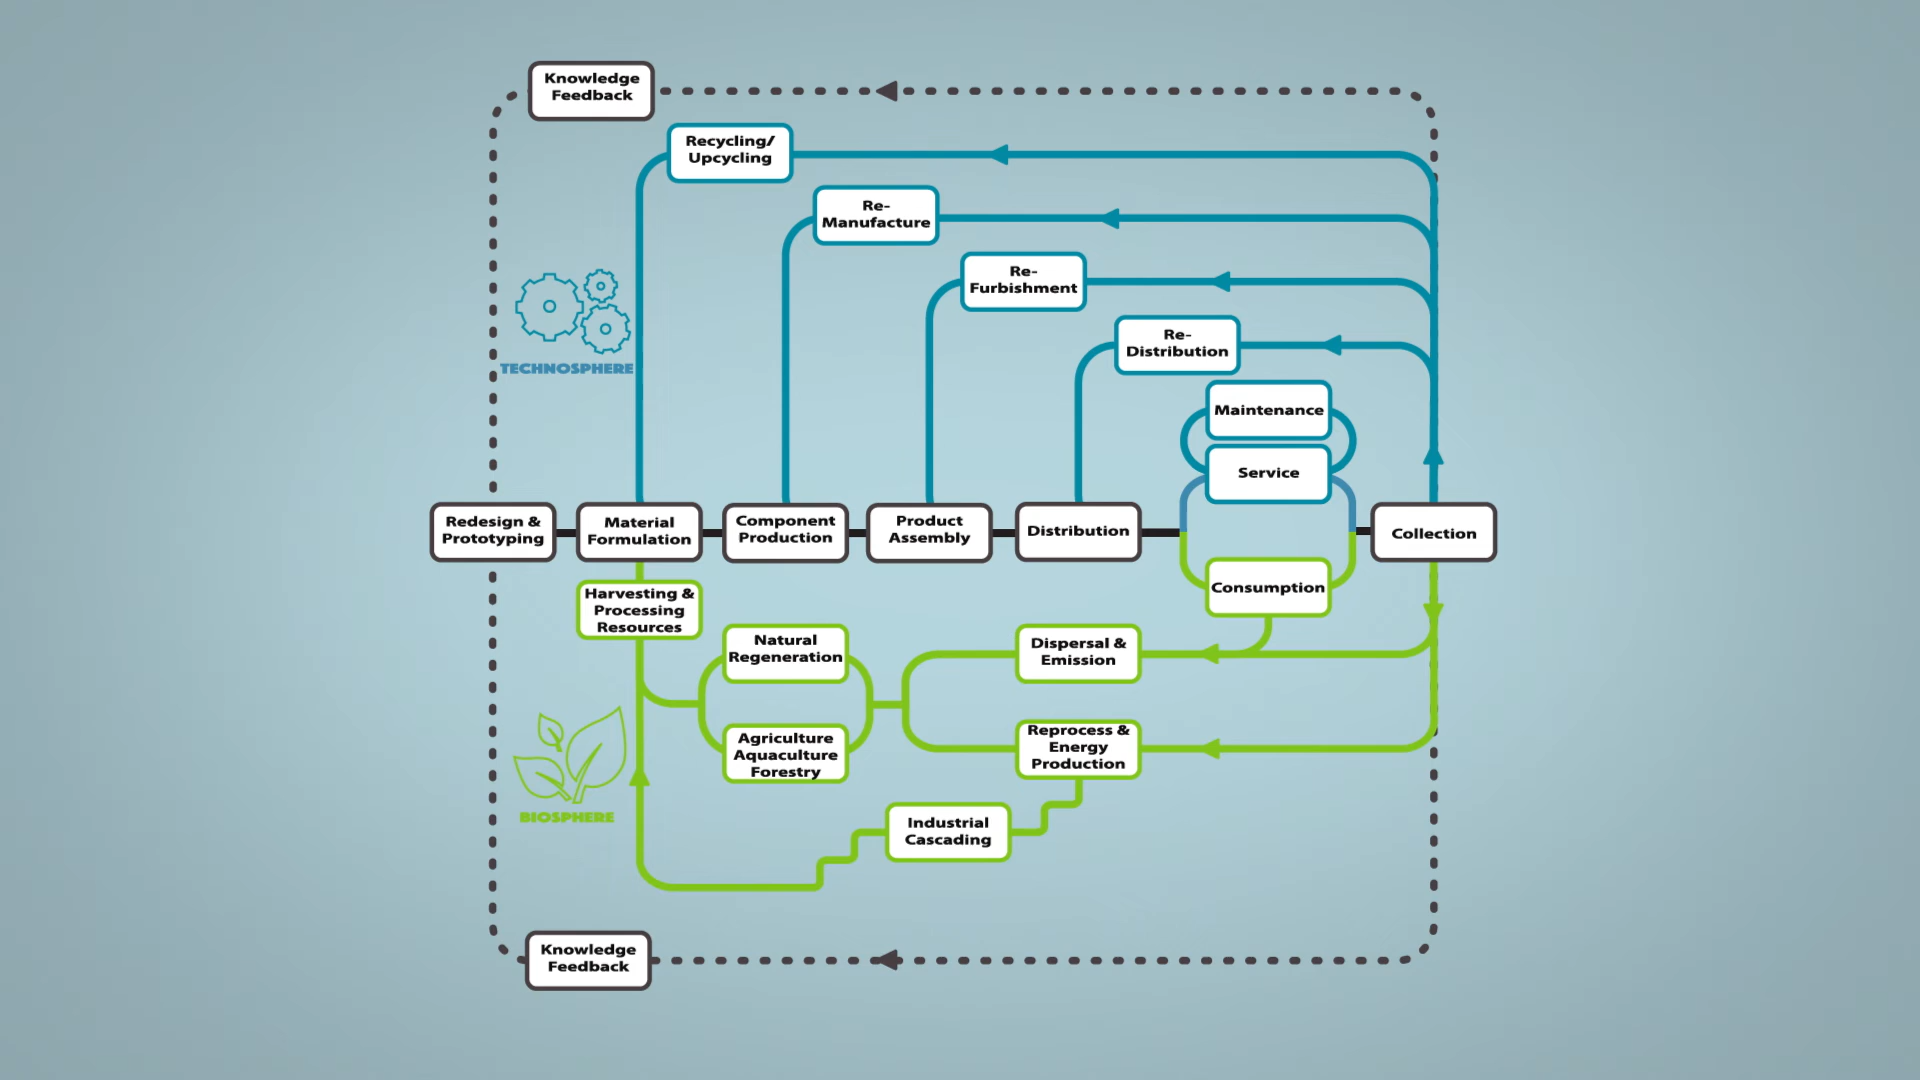 Knowledge
Feedback
Recycling/
Upcycling
Re-
Manufacture
Re-
Furbishment
Re-
Distribution
TECHNOSPHERE
Maintenance
Service
Redesign &
Prototyping
Material
Formulation
Component
Production
Product
Assembly
Distribution
Collection
Consumption
Harvesting &
Processing
Resources
Natural
Regeneration
Dispersal &
Emission
Agriculture
Aquaculture
Forestry
Reprocess &
Energy
Production
BIOSPHERE
Industrial
Cascading
Knowledge
Feedback